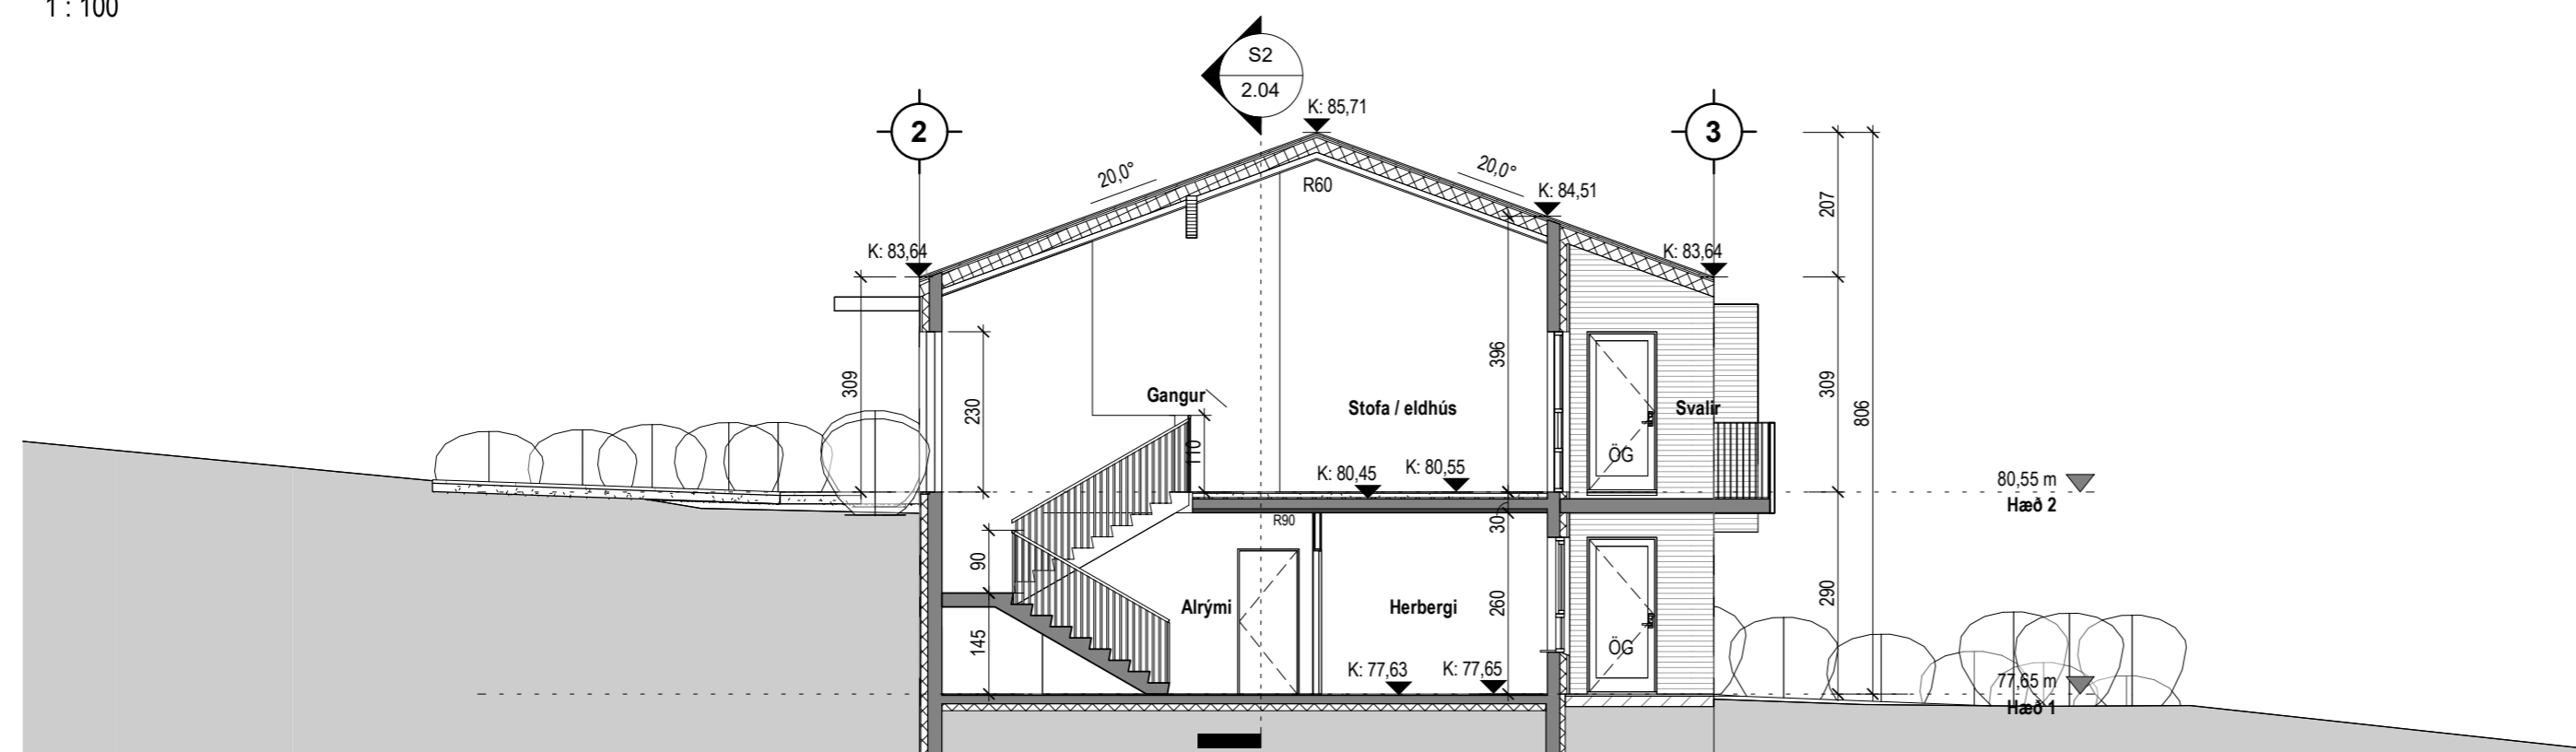 1 : 100
S2
2.04
K: 85,71
2
3
20,0°
20,0°
R60
K: 84,51
207
K: 83,64
K: 83,64
309
230
Gangur
110
Stofa / eldhús
396
Svalir
309
806
ÖG
K: 80,45
K: 80,55
80,55 m
Hæð 2
R90
30
90
Alrými
Herbergi
260
290
145
ÖG
K: 77,63
K: 77,65
77,65 m
Hæð 1